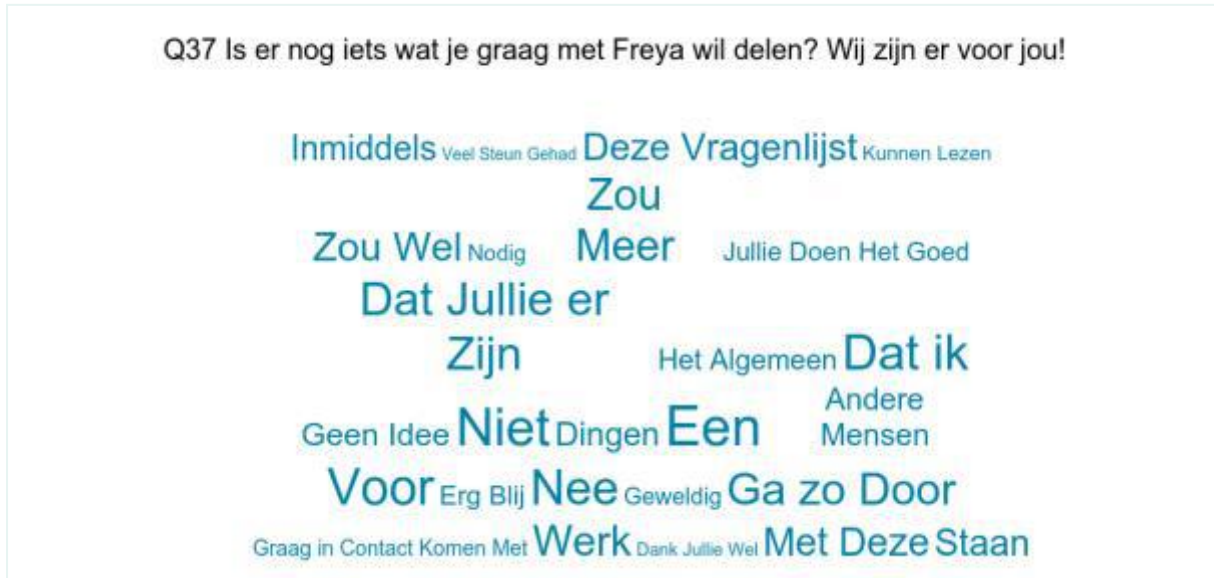 Q37 Is er nog iets wat je graag met Freya wil delen? Wij zijn er voor jou!
Inmiddels Veel Steun Gehad Deze Vragenlijst Kunnen Lezen
Zou
Zou Wel Nodig Meer Jullie Doen Het Goed
Dat Jullie er
Zijn Het Algemeen Dat ik
Andere
Geen Idee Niet Dingen Een Mensen
Voor Erg Blij Nee Geweldig Ga zo Door
Graag in Contact Komen Met Werk Dank Jullie Wel Met Deze Staan